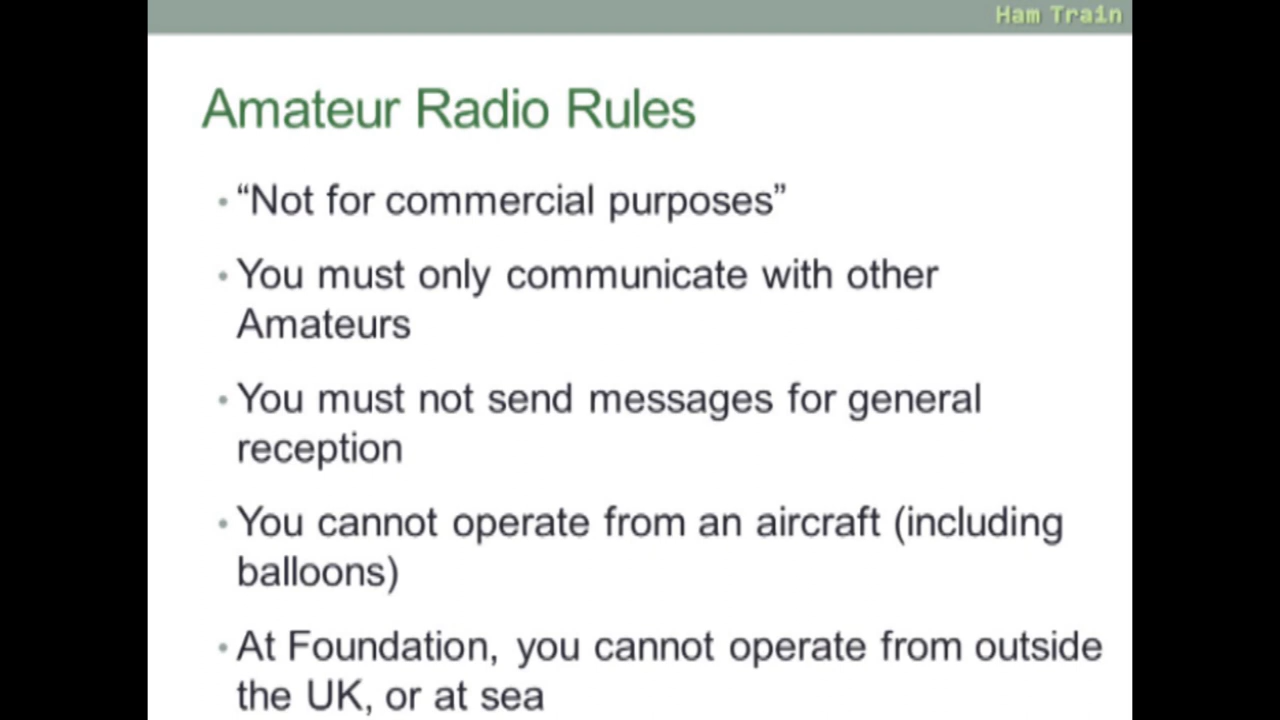 Ham Train
Amateur Radio Rules
• “Not for commercial purposes”
• You must only communicate with other
Amateurs
• You must not send messages for general
reception
• You cannot operate from an aircraft (including
balloons)
• At Foundation, you cannot operate from outside
the UK, or at sea